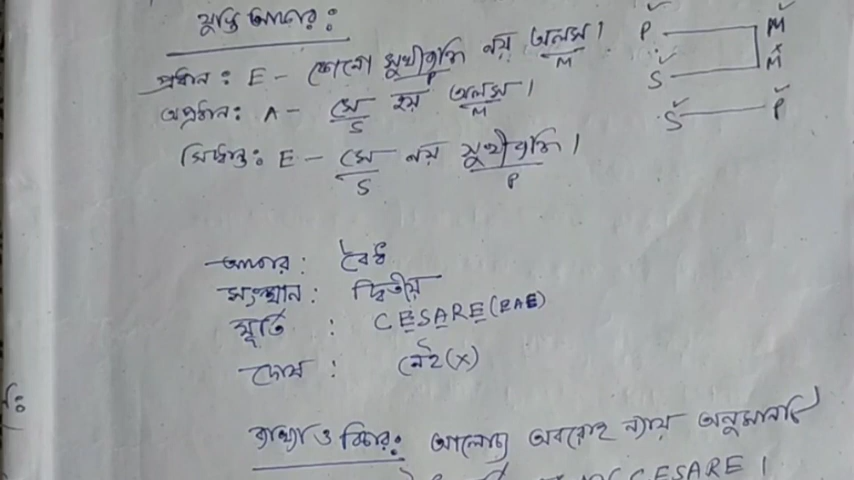 যুক্তি আকার :
প্রধান : E - কোনো সুখীব্যক্তি নয় অলস।
P M
P M
অপ্রধান : A - সে হয় অলস।
S M
S M
সিদ্ধান্ত : E - সে নয় সুখীব্যক্তি।
S P
S P
আকার : বৈধ
সংস্থান : দ্বিতীয়
মূর্তি : CESARE (EAE)
দোষ : নেই (x)
ব্যাখ্যা ও বিচার : আলোচ্য অবরোহ ন্যায় অনুমানটি
CESARE।